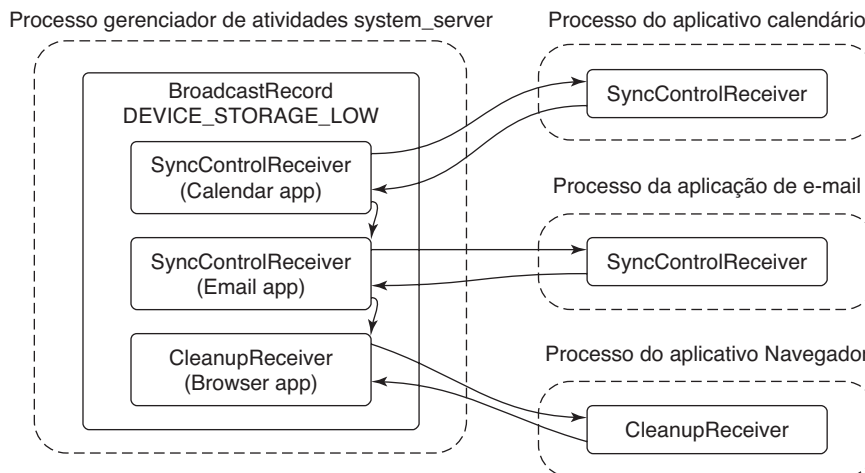 Processo gerenciador de atividades system_server
BroadcastRecord
DEVICE_STORAGE_LOW
SyncControlReceiver
(Calendar app)
SyncControlReceiver
(Email app)
CleanupReceiver
(Browser app)
Processo do aplicativo calendário
SyncControlReceiver
Processo da aplicação de e-mail
SyncControlReceiver
Processo do aplicativo Navegador
CleanupReceiver